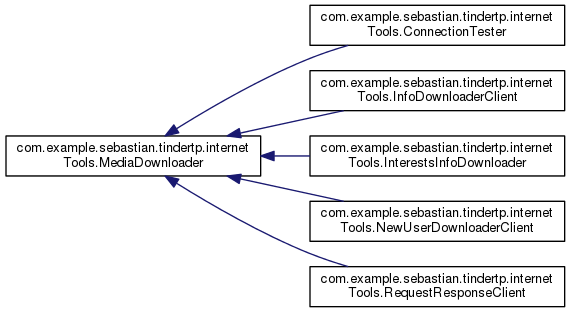 com.example.sebastian.tindertp.internet
Tools.ConnectionTester
com.example.sebastian.tindertp.internet
Tools.InfoDownloaderClient
com.example.sebastian.tindertp.internet
Tools.MediaDownloader
com.example.sebastian.tindertp.internet
Tools.InterestsInfoDownloader
com.example.sebastian.tindertp.internet
Tools.NewUserDownloaderClient
com.example.sebastian.tindertp.internet
Tools.RequestResponseClient